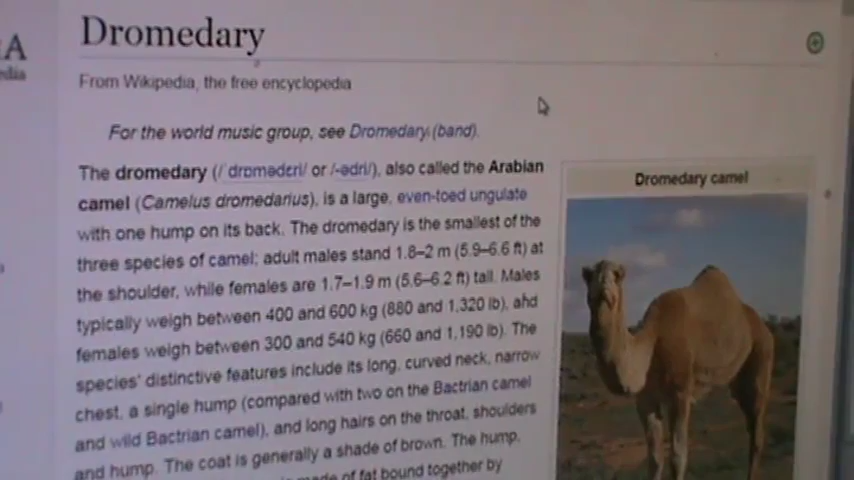 Dromedary
From Wikipedia, the free encyclopedia
For the world music group, see Dromedary (band).
The dromedary (/ˈdrɒmədɛri/ or /-ədri/), also called the Arabian
camel (Camelus dromedarius), is a large, even-toed ungulate
with one hump on its back. The dromedary is the smallest of the
three species of camel; adult males stand 1.8–2 m (5.9–6.6 ft) at
the shoulder, while females are 1.7–1.9 m (5.6–6.2 ft) tall. Males
typically weigh between 400 and 600 kg (880 and 1,320 lb), and
females weigh between 300 and 540 kg (660 and 1,190 lb). The
species' distinctive features include its long, curved neck, narrow
chest, a single hump (compared with two on the Bactrian camel
and wild Bactrian camel), and long hairs on the throat, shoulders
and hump. The coat is generally a shade of brown. The hump,
is made of fat bound together by
Dromedary camel